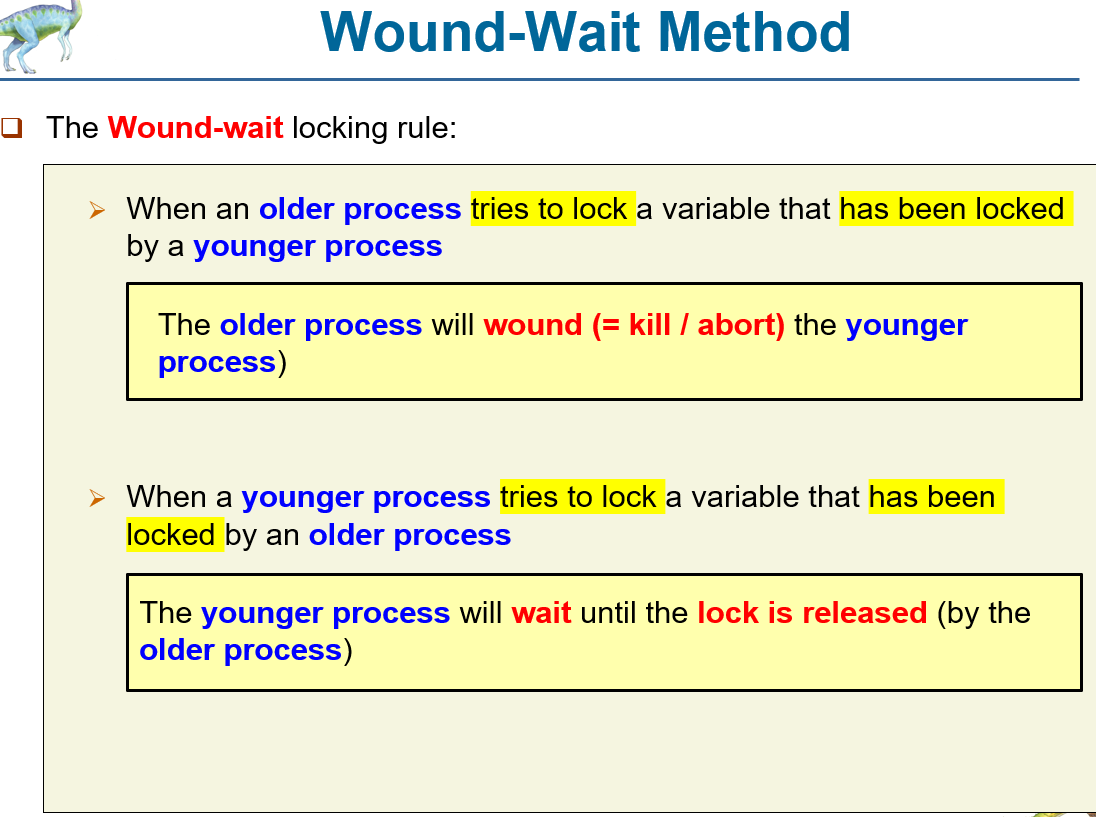 Wound-Wait Method
The Wound-wait locking rule:
When an older process tries to lock a variable that has been locked
by a younger process
The older process will wound (= kill / abort) the younger
process)
When a younger process tries to lock a variable that has been
locked by an older process
The younger process will wait until the lock is released (by the
older process)